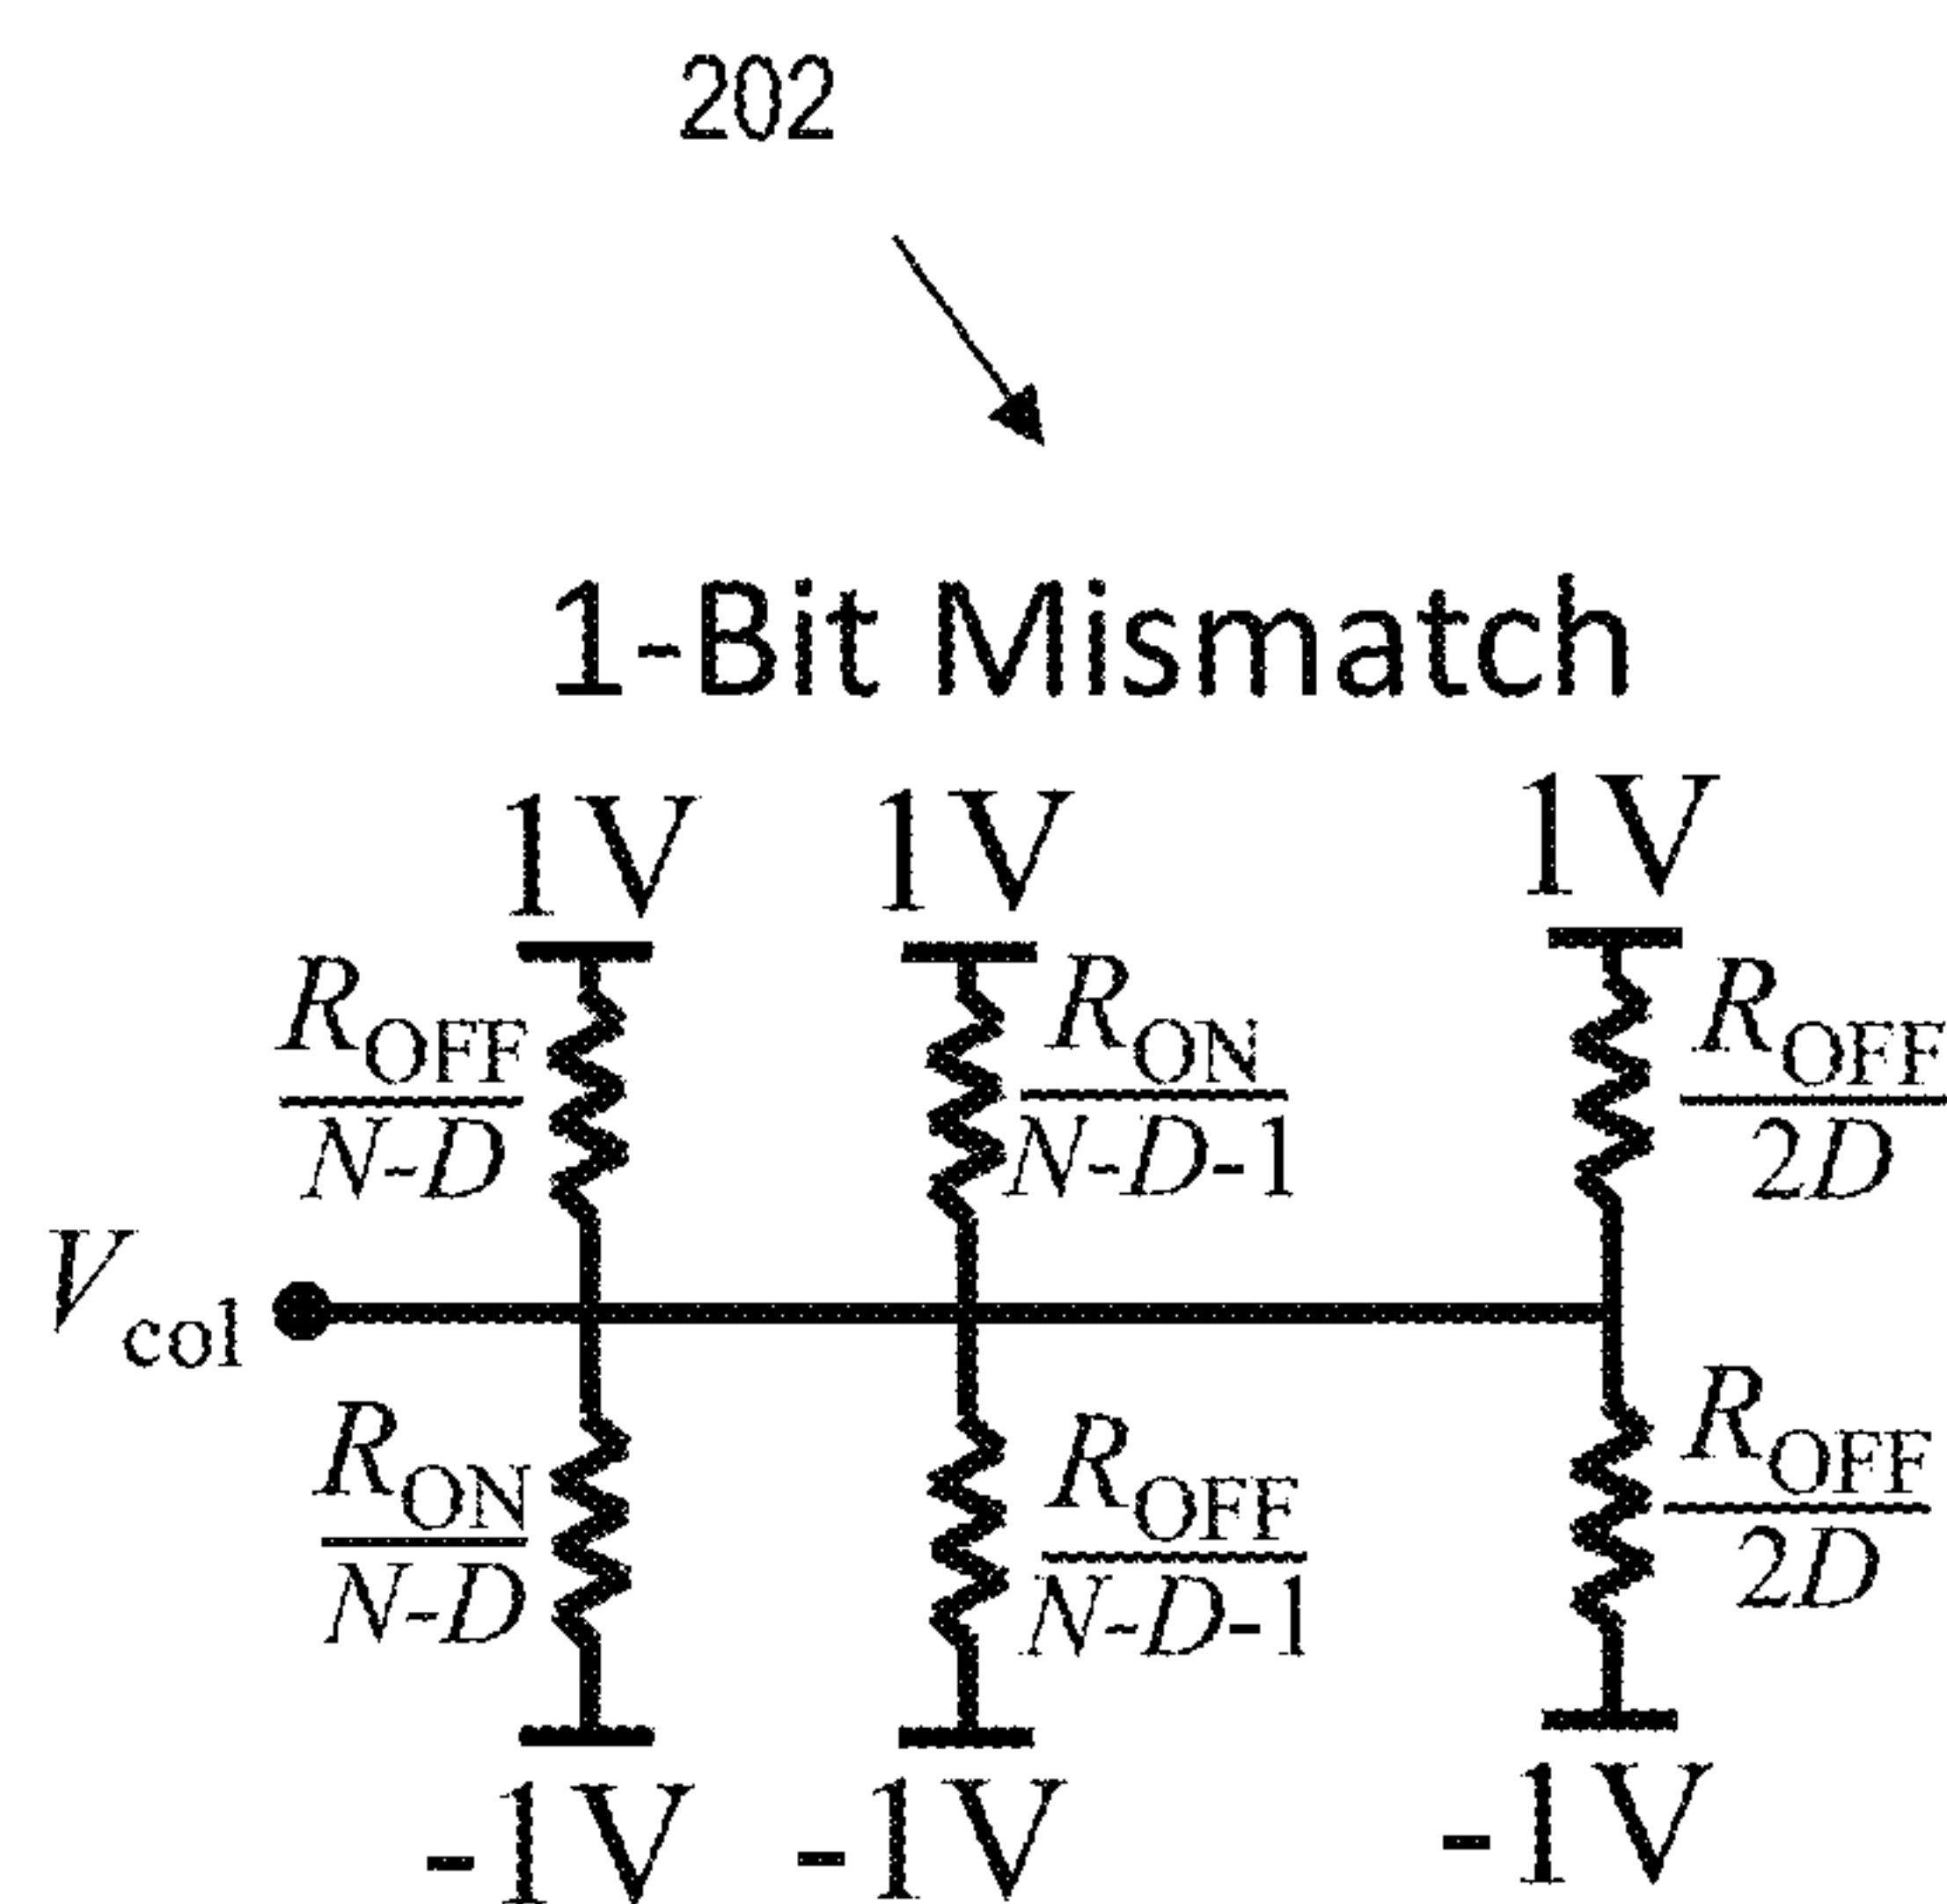 202
1-Bit Mismatch
1V 1V 1V
R_OFF/N-D R_ON/N-D-1 R_OFF/2D
V_col
R_ON/N-D R_OFF/N-D-1 R_OFF/2D
-1V -1V -1V